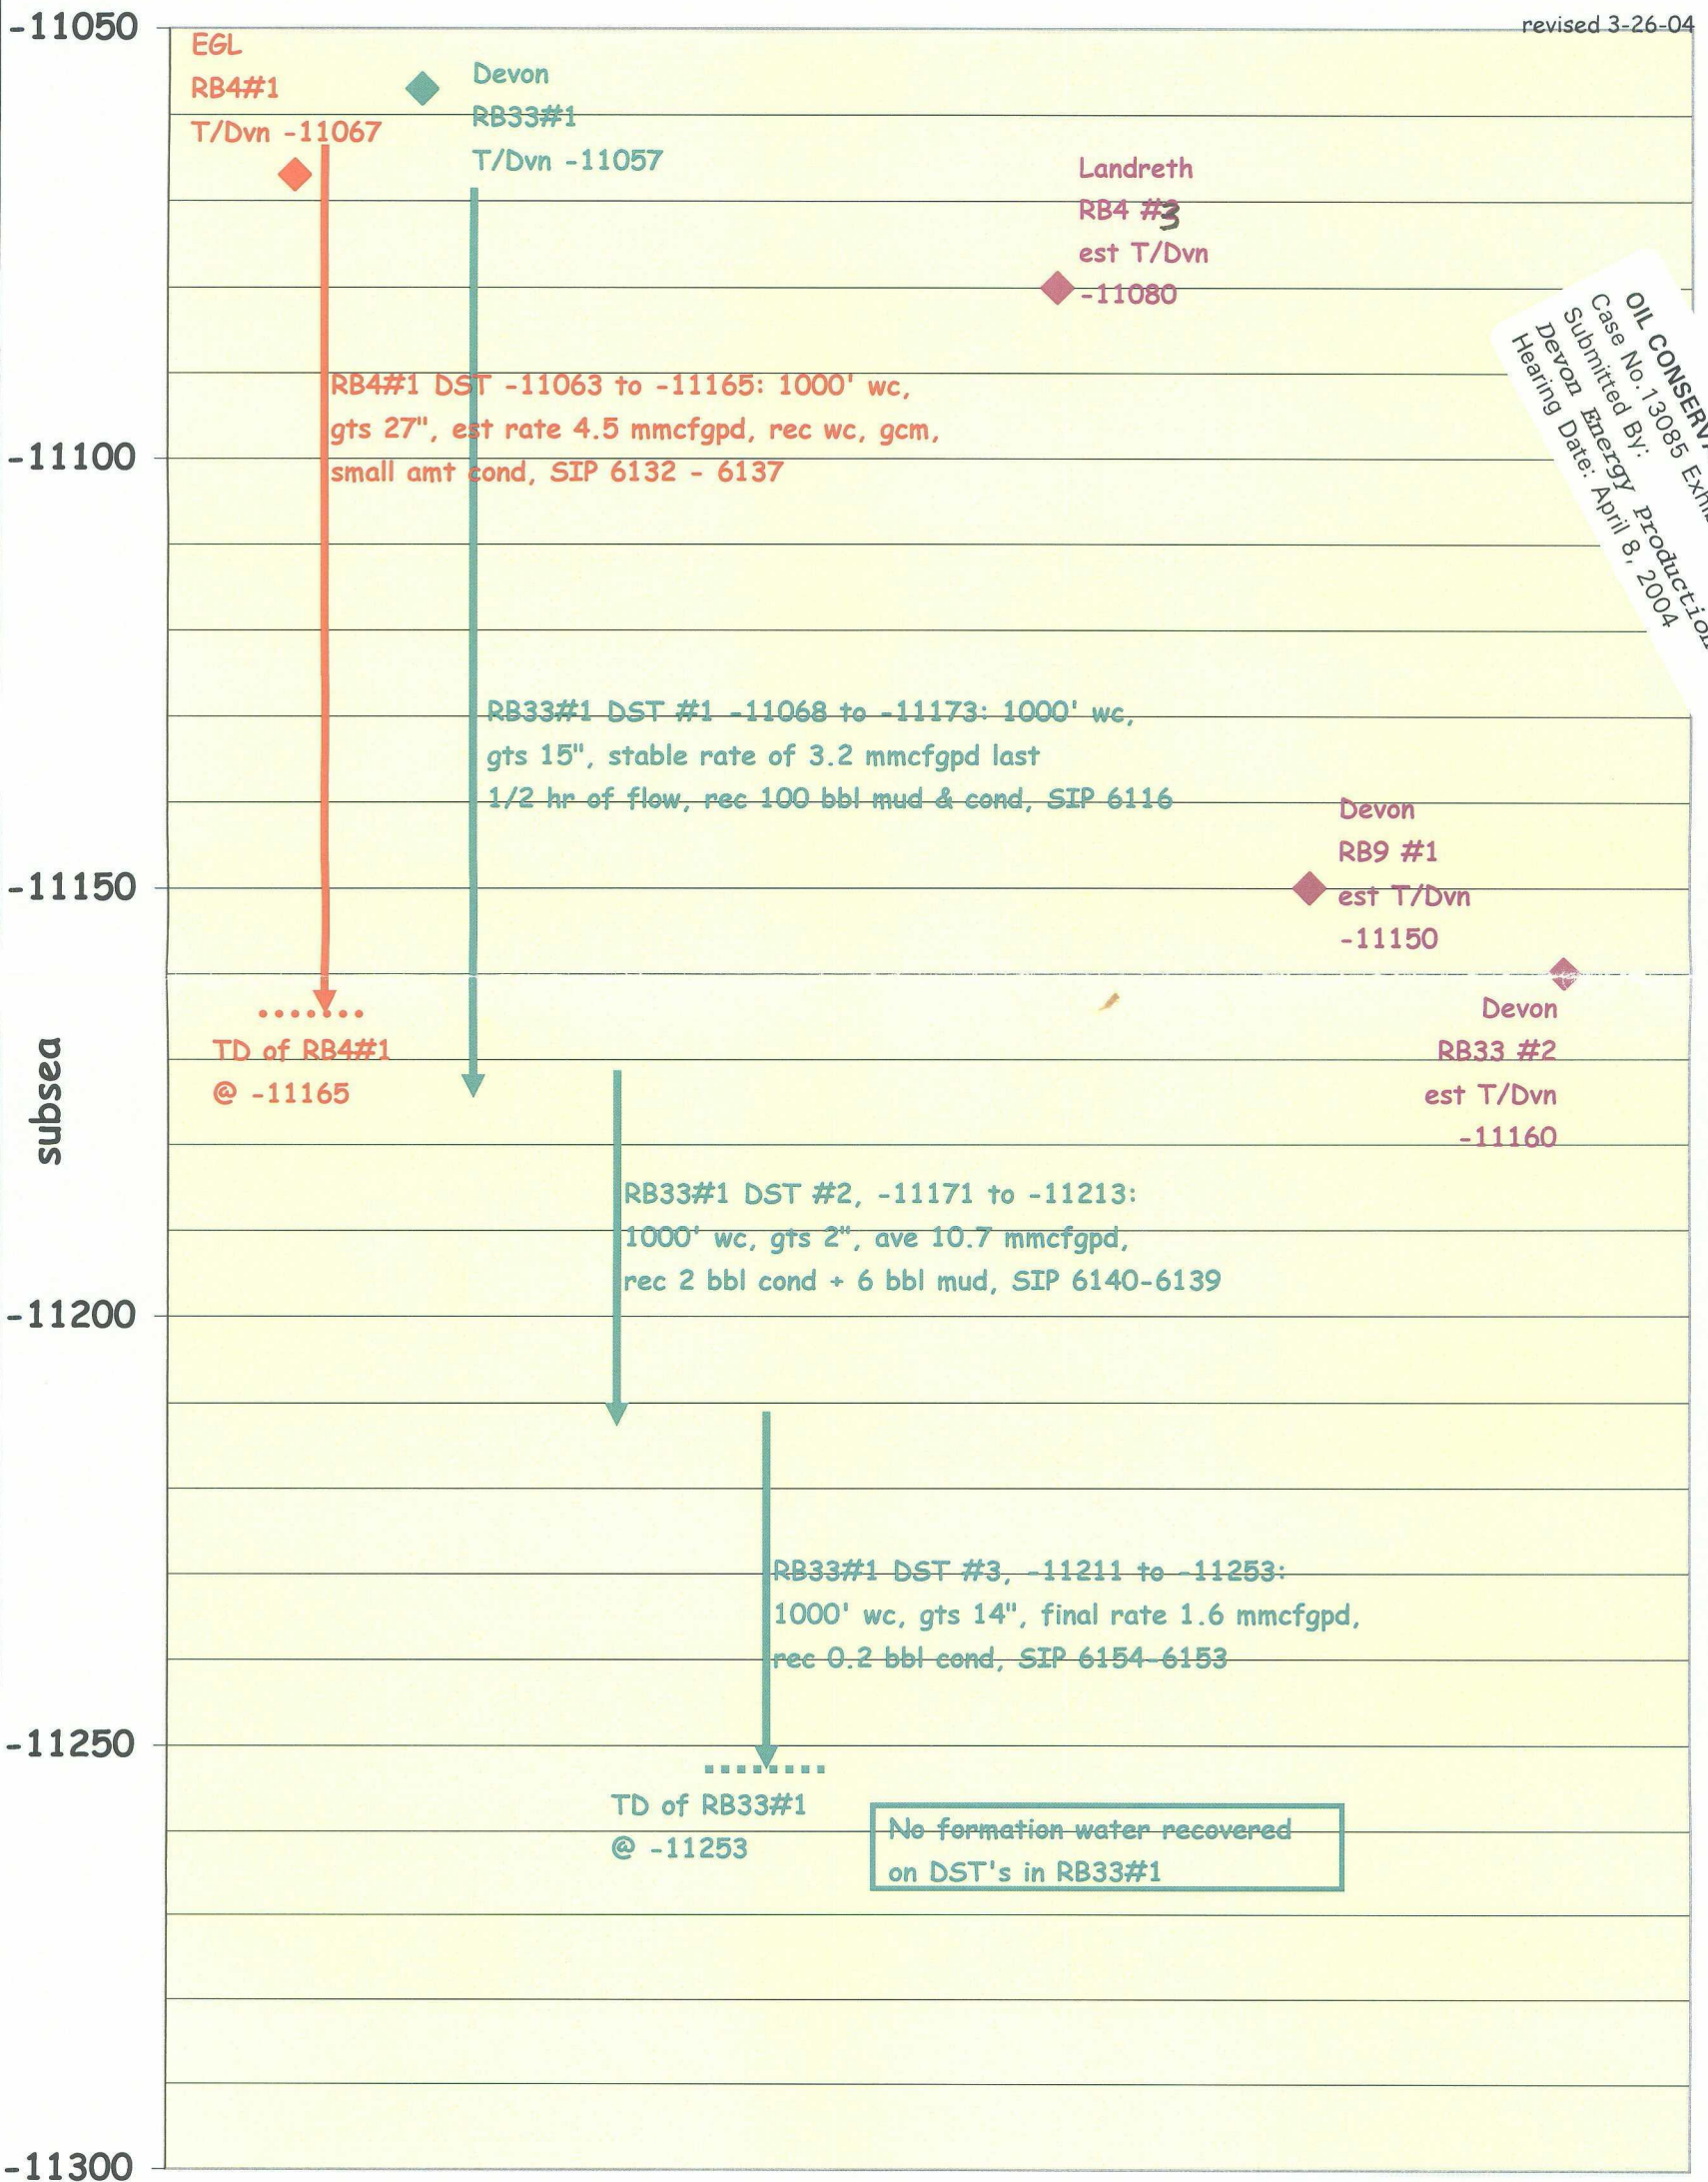 revised 3-26-04
-11050
EGL
RB4#1
T/Dvn -11067
Devon
RB33#1
T/Dvn -11057
Landreth
RB4 #3
est T/Dvn
-11080
OIL CONSERV
Case No.13085 Exh
Submitted By:
Devon Energy Production
Hearing Date: April 8, 2004
RB4#1 DST -11063 to -11165: 1000' wc,
gts 27", est rate 4.5 mmcfgpd, rec wc, gcm,
small amt cond, SIP 6132 - 6137
-11100
RB33#1 DST #1 -11068 to -11173: 1000' wc,
gts 15", stable rate of 3.2 mmcfgpd last
1/2 hr of flow, rec 100 bbl mud & cond, SIP 6116
Devon
RB9 #1
est T/Dvn
-11150
-11150
Devon
RB33 #2
est T/Dvn
-11160
TD of RB4#1
@ -11165
subsea
RB33#1 DST #2, -11171 to -11213:
1000' wc, gts 2", ave 10.7 mmcfgpd,
rec 2 bbl cond + 6 bbl mud, SIP 6140-6139
-11200
RB33#1 DST #3, -11211 to -11253:
1000' wc, gts 14", final rate 1.6 mmcfgpd,
rec 0.2 bbl cond, SIP 6154-6153
-11250
TD of RB33#1
@ -11253
No formation water recovered
on DST's in RB33#1
-11300